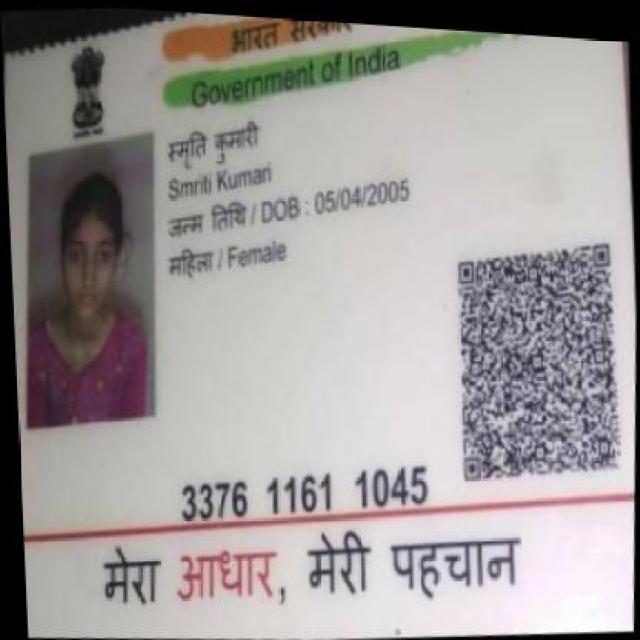 भारत सरकार
Government of India
स्मृति कुमारी
Smriti Kumari
जन्म तिथि / DOB : 05/04/2005
महिला / Female
3376 1161 1045
मेरा आधार, मेरी पहचान